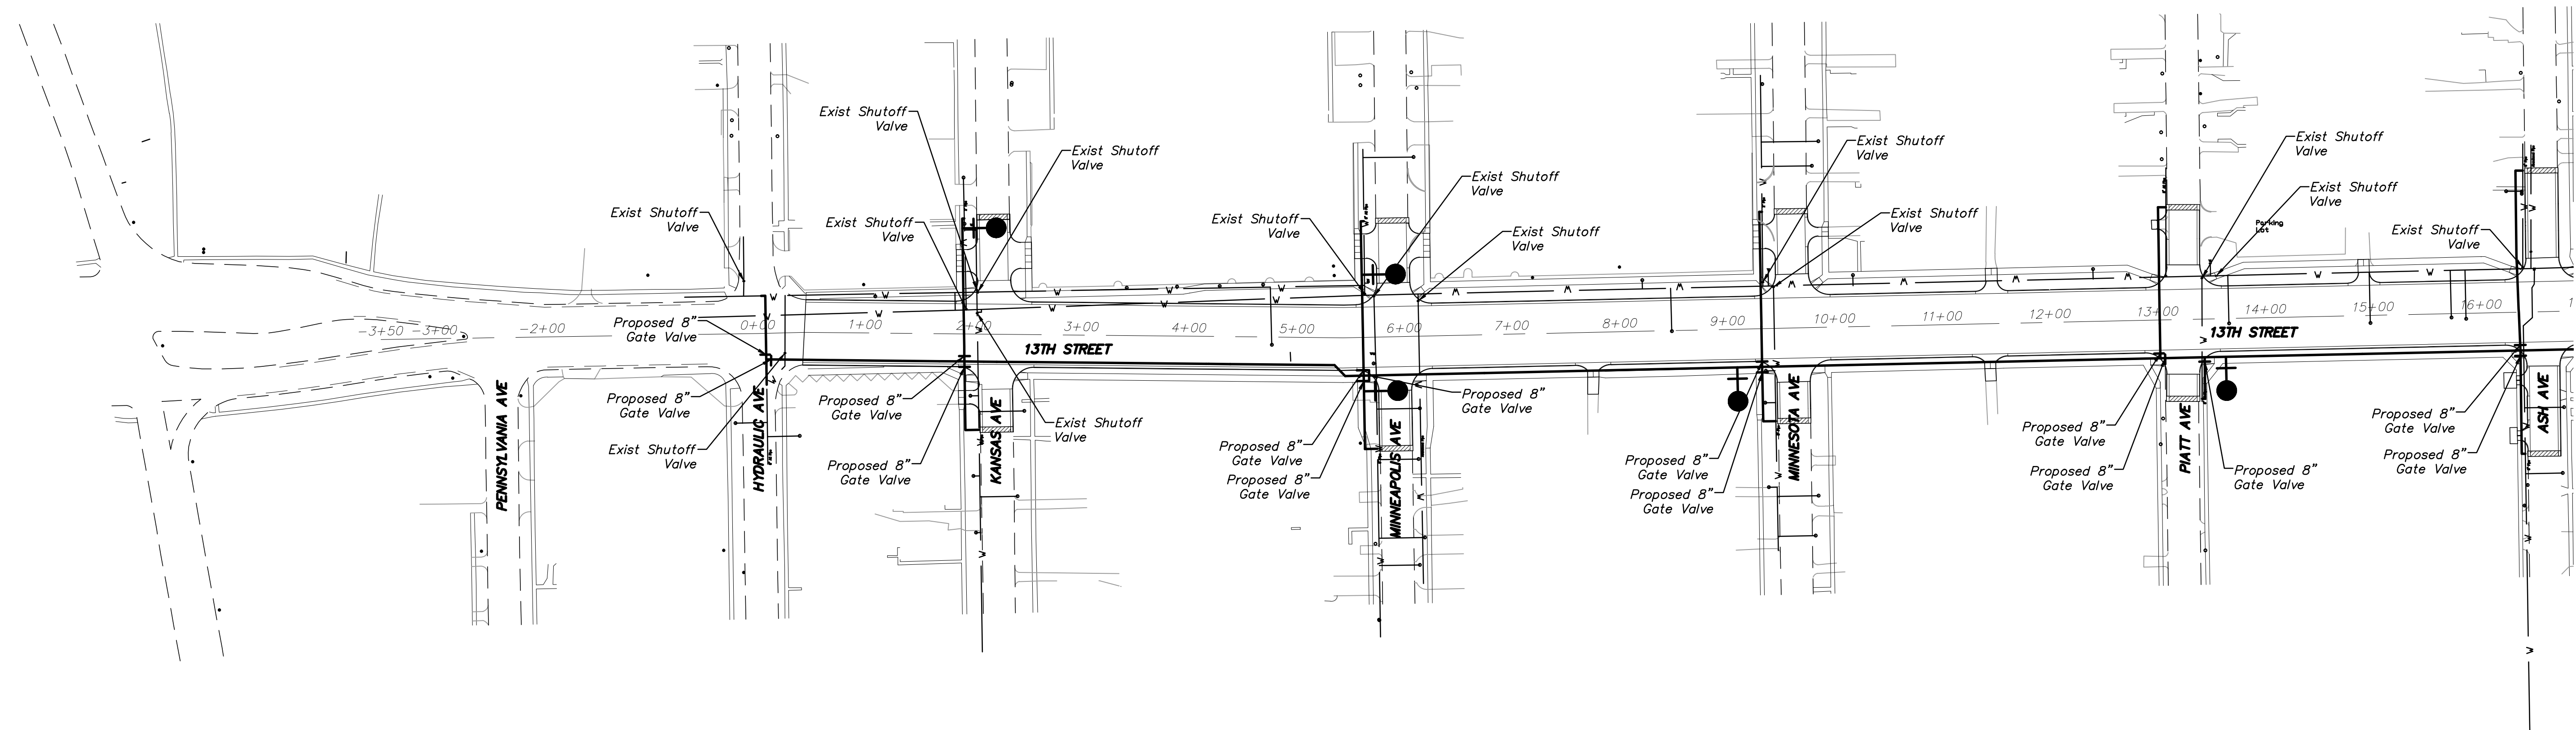 Exist Shutoff
Valve
Exist Shutoff
Valve
Exist Shutoff
Valve
Exist Shutoff
Valve
Exist Shutoff
Valve
Exist Shutoff
Valve
Exist Shutoff
Valve
Exist Shutoff
Valve
Exist Shutoff
Valve
Exist Shutoff
Valve
Exist Shutoff
Valve
Parking
Lot
Exist Shutoff
Valve
Exist Shutoff
Valve
-3+50
-3+00
-2+00
0+00
1+00
2+00
3+00
4+00
5+00
6+00
7+00
8+00
9+00
10+00
11+00
12+00
13+00
14+00
15+00
16+00
13TH STREET
13TH STREET
Proposed 8"
Gate Valve
Proposed 8"
Gate Valve
Exist Shutoff
Valve
Proposed 8"
Gate Valve
Proposed 8"
Gate Valve
Exist Shutoff
Valve
Proposed 8"
Gate Valve
Proposed 8"
Gate Valve
Proposed 8"
Gate Valve
Proposed 8"
Gate Valve
Proposed 8"
Gate Valve
Proposed 8"
Gate Valve
Proposed 8"
Gate Valve
Proposed 8"
Gate Valve
Proposed 8"
Gate Valve
Proposed 8"
Gate Valve
PENNSYLVANIA AVE
HYDRAULIC AVE
KANSAS AVE
MINNEAPOLIS AVE
MINNESOTA AVE
PIATT AVE
ASH AVE